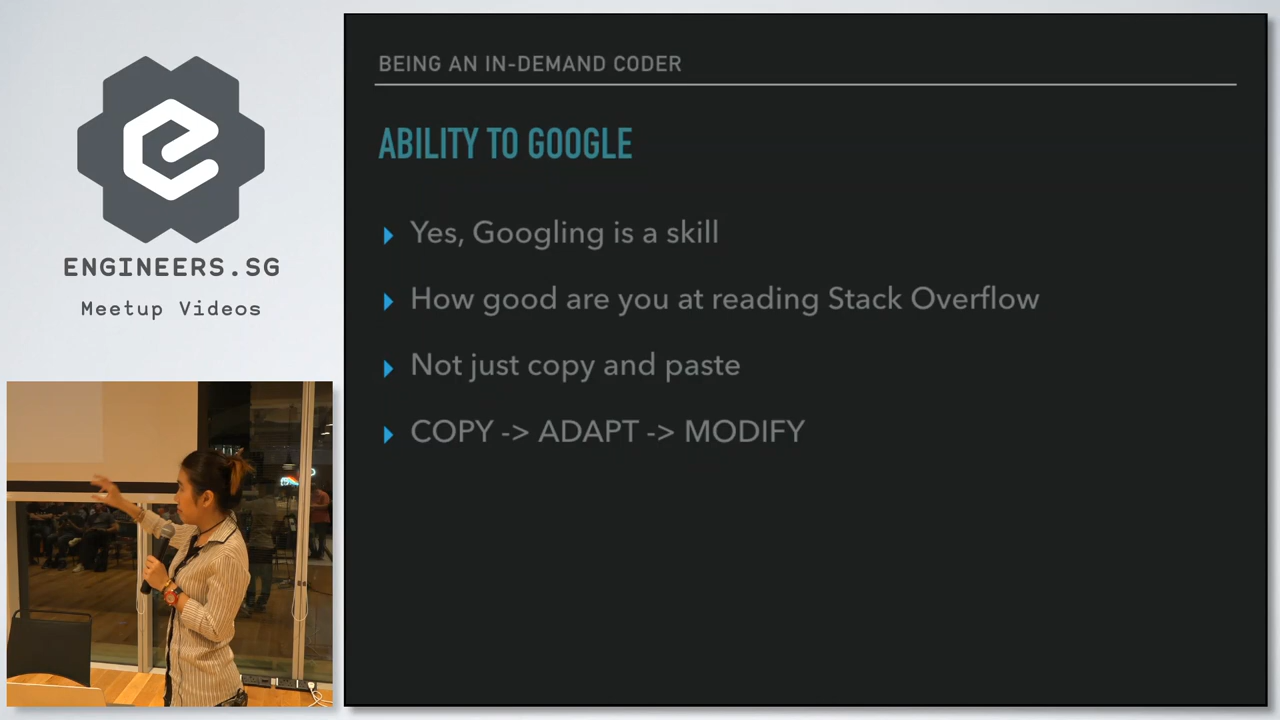 ENGINEERS.SG
Meetup Videos
BEING AN IN-DEMAND CODER
ABILITY TO GOOGLE
Yes, Googling is a skill
How good are you at reading Stack Overflow
Not just copy and paste
COPY -> ADAPT -> MODIFY